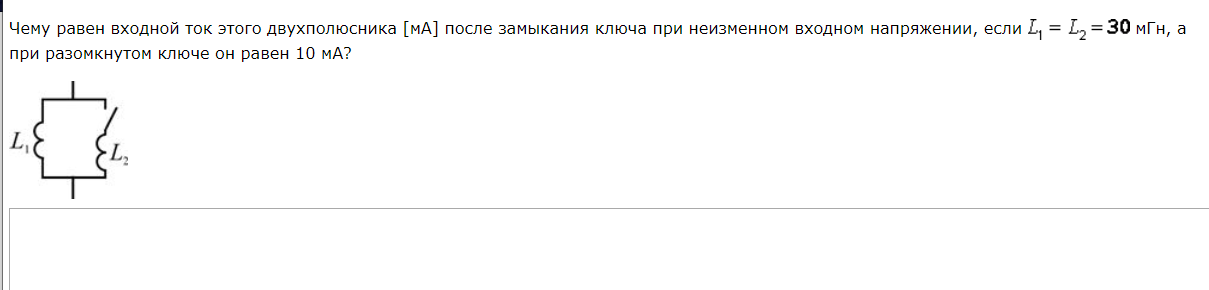 Чему равен входной ток этого двухполюсника [мА] после замыкания ключа при неизменном входном напряжении, если L₁ = L₂ = 30 мГн, а
при разомкнутом ключе он равен 10 мА?
L₁
L₂